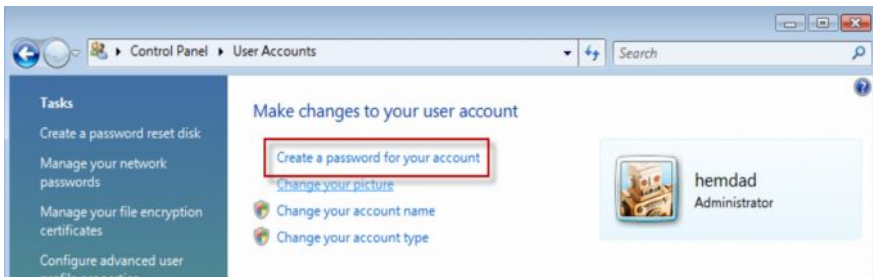 Control Panel ▸ User Accounts
Search
Tasks
Create a password reset disk
Manage your network
passwords
Manage your file encryption
certificates
Configure advanced user
profile properties
Make changes to your user account
Create a password for your account
Change your picture
Change your account name
Change your account type
hemdad
Administrator